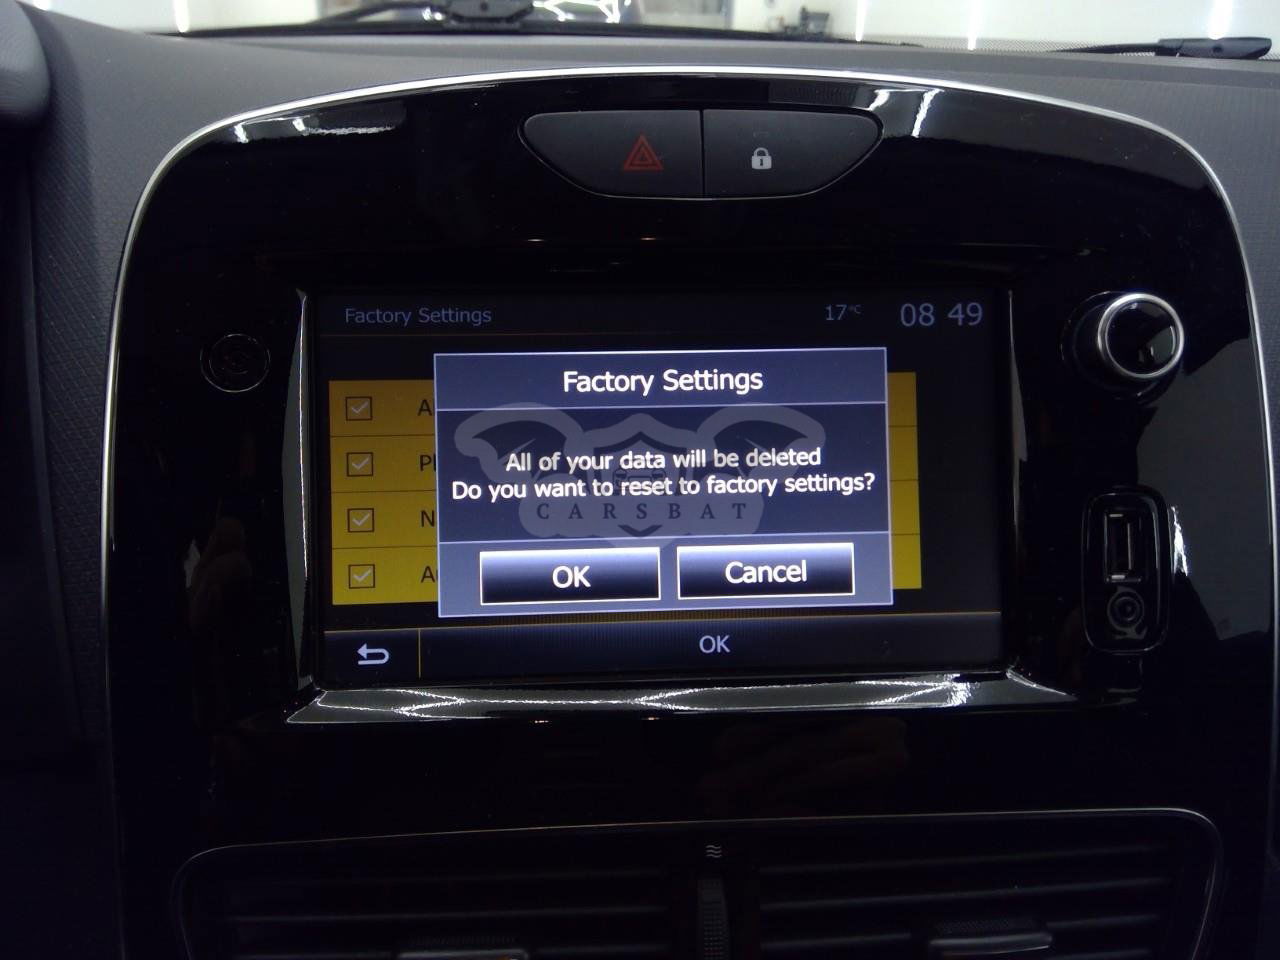 Factory Settings
17°C
08 49
Factory Settings
All of your data will be deleted
Do you want to reset to factory settings?
CARSBAT
OK
Cancel
OK